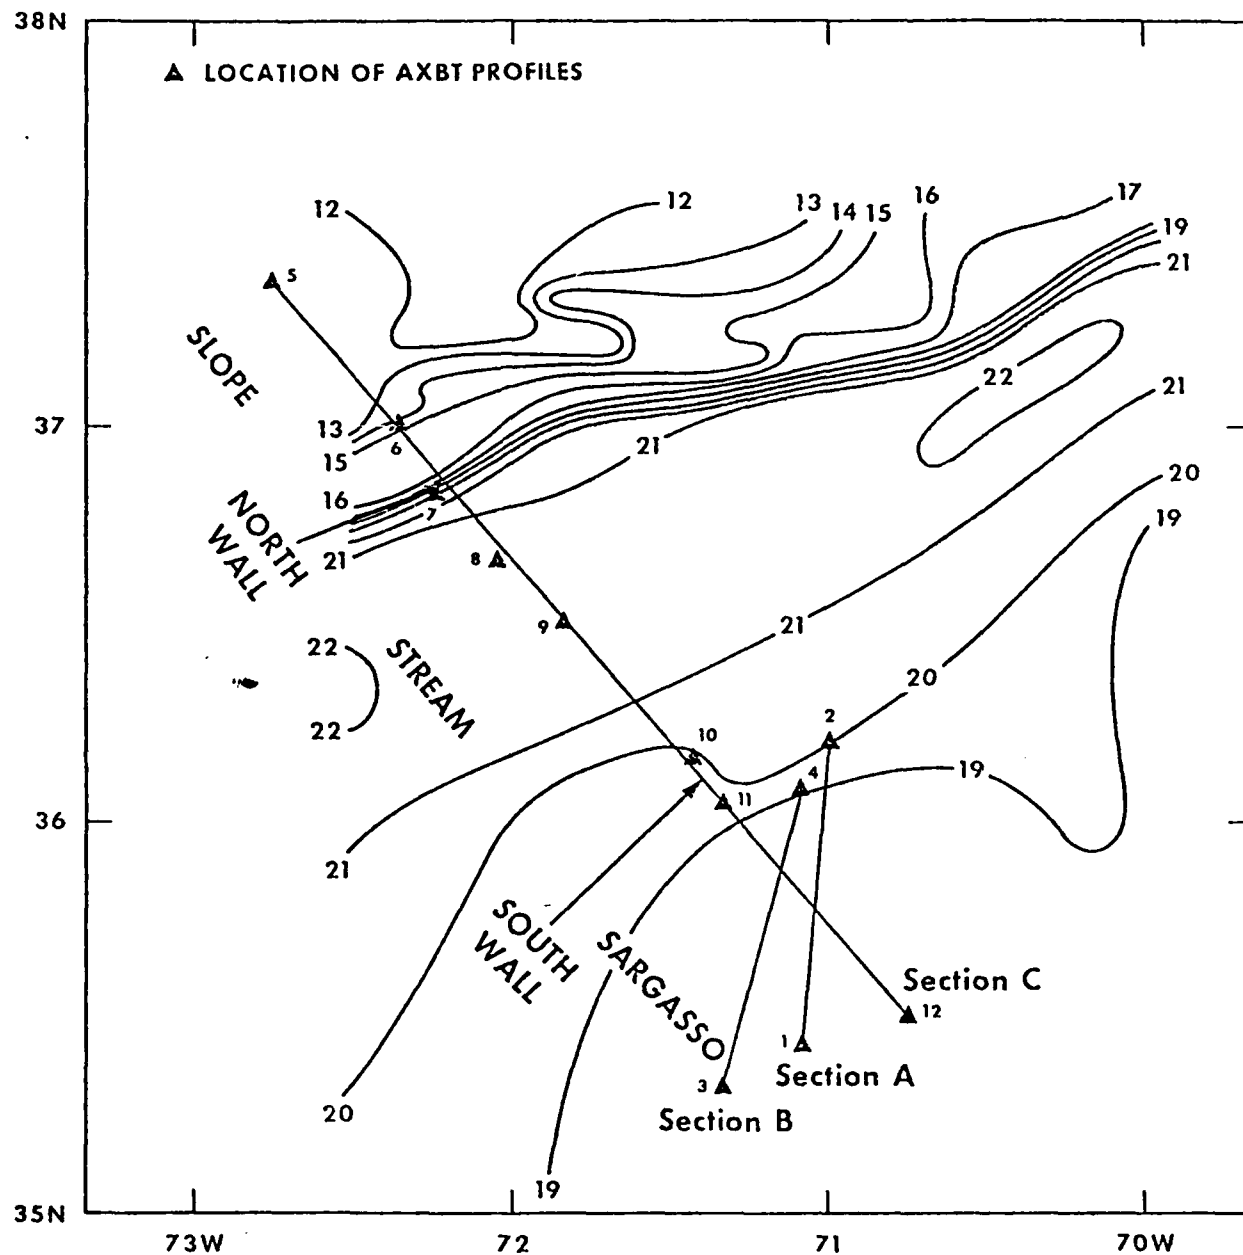 38N
LOCATION OF AXBT PROFILES
12
12
13
14
15
16
17
19
21
5
SLOPE
22
21
37
13
6
15
21
20
16
7
19
NORTH
WALL
21
8
9
21
22
STREAM
20
22
10
2
4
19
11
36
21
SOUTH
WALL
SARGASSO
Section C
12
1
Section A
3
20
Section B
19
35N
73W
72
71
70W